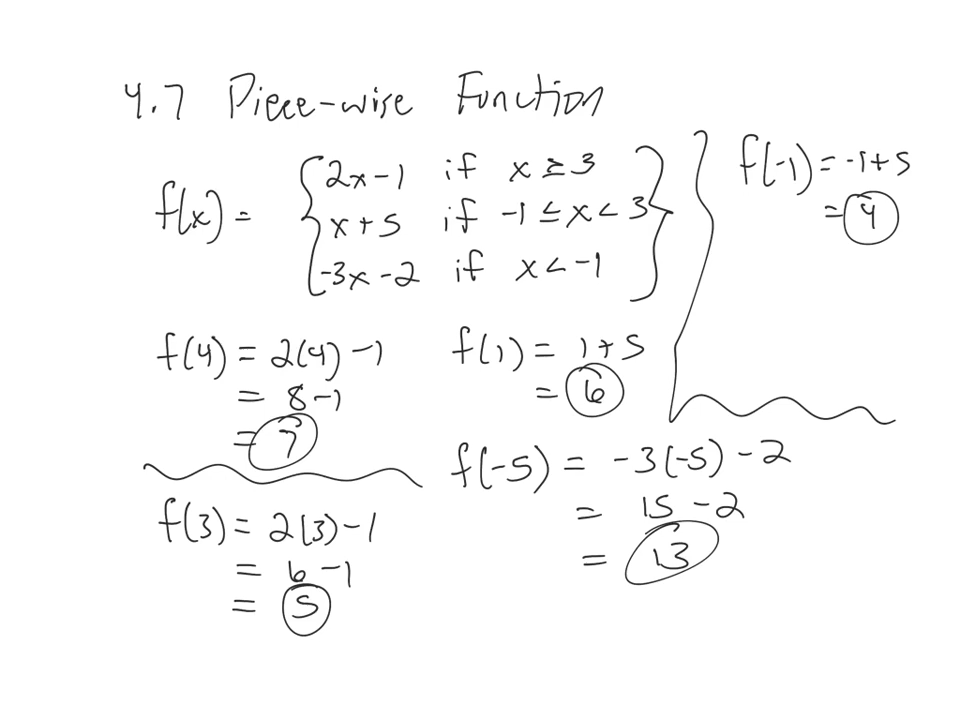 4.7 Piece-wise Function
f(x) = { 2x-1 if x ≥ 3
x+5 if -1 ≤ x < 3
-3x-2 if x < -1 }
f(-1) = -1+5
= 4
f(4) = 2(4) -1
= 8-1
= 7
f(1) = 1+5
= 6
f(3) = 2(3)-1
= 6-1
= 5
f(-5) = -3(-5) -2
= 15 -2
= 13